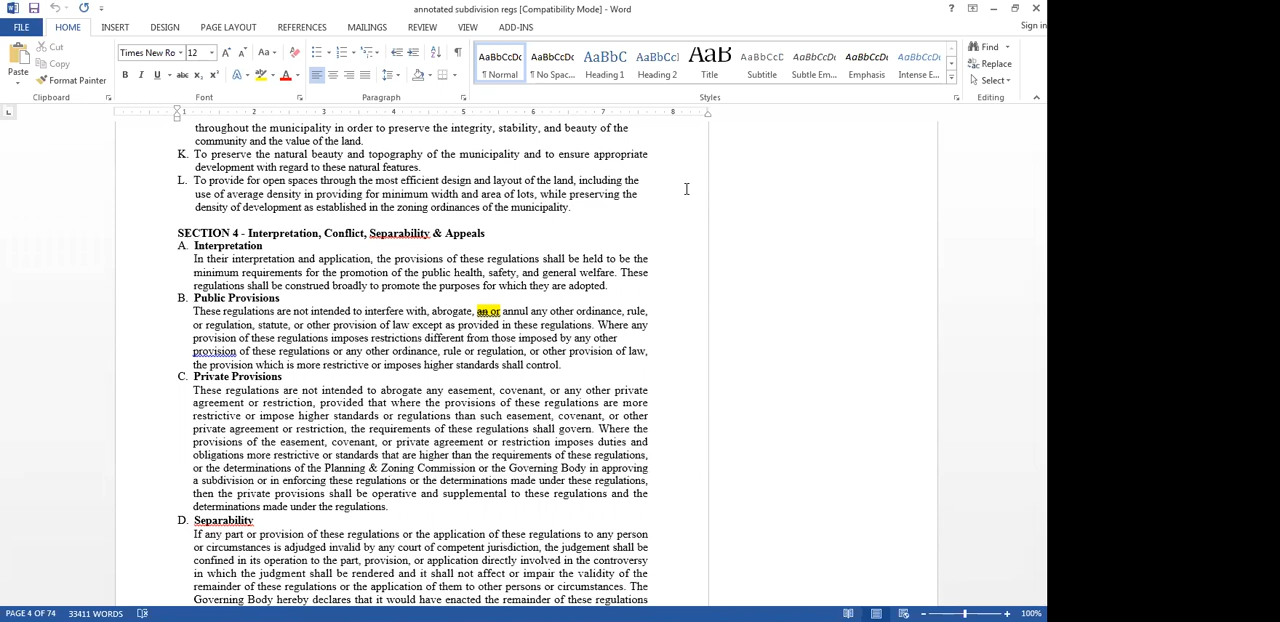 annotated subdivision regs [Compatibility Mode] - Word
?
Sign in
FILE HOME INSERT DESIGN PAGE LAYOUT REFERENCES MAILINGS REVIEW VIEW ADD-INS
Paste
Cut
Copy
Format Painter
Clipboard
Times New Ro 12
Font
Paragraph
AaBbCcDc AaBbCcDc AaBbC AaBbCcl AaB AaBbCcC AaBbCcDc AaBbCcDc AaBbCcDc
¶ Normal ¶ No Spac... Heading 1 Heading 2 Title Subtitle Subtle Em... Emphasis Intense E...
Styles
Find
Replace
Select
Editing
1 2 3 4 5 6 7 8
throughout the municipality in order to preserve the integrity, stability, and beauty of the
community and the value of the land.
K. To preserve the natural beauty and topography of the municipality and to ensure appropriate
development with regard to these natural features.
L. To provide for open spaces through the most efficient design and layout of the land, including the
use of average density in providing for minimum width and area of lots, while preserving the
density of development as established in the zoning ordinances of the municipality.
SECTION 4 - Interpretation, Conflict, Separability & Appeals
A. Interpretation
In their interpretation and application, the provisions of these regulations shall be held to be the
minimum requirements for the promotion of the public health, safety, and general welfare. These
regulations shall be construed broadly to promote the purposes for which they are adopted.
B. Public Provisions
These regulations are not intended to interfere with, abrogate, an or annul any other ordinance, rule,
or regulation, statute, or other provision of law except as provided in these regulations. Where any
provision of these regulations imposes restrictions different from those imposed by any other
provision of these regulations or any other ordinance, rule or regulation, or other provision of law,
the provision which is more restrictive or imposes higher standards shall control.
C. Private Provisions
These regulations are not intended to abrogate any easement, covenant, or any other private
agreement or restriction, provided that where the provisions of these regulations are more
restrictive or impose higher standards or regulations than such easement, covenant, or other
private agreement or restriction, the requirements of these regulations shall govern. Where the
provisions of the easement, covenant, or private agreement or restriction imposes duties and
obligations more restrictive or standards that are higher than the requirements of these regulations,
or the determinations of the Planning & Zoning Commission or the Governing Body in approving
a subdivision or in enforcing these regulations or the determinations made under these regulations,
then the private provisions shall be operative and supplemental to these regulations and the
determinations made under the regulations.
D. Separability
If any part or provision of these regulations or the application of these regulations to any person
or circumstances is adjudged invalid by any court of competent jurisdiction, the judgement shall be
confined in its operation to the part, provision, or application directly involved in the controversy
in which the judgment shall be rendered and it shall not affect or impair the validity of the
remainder of these regulations or the application of them to other persons or circumstances. The
Governing Body hereby declares that it would have enacted the remainder of these regulations
PAGE 4 OF 74 33411 WORDS 100%